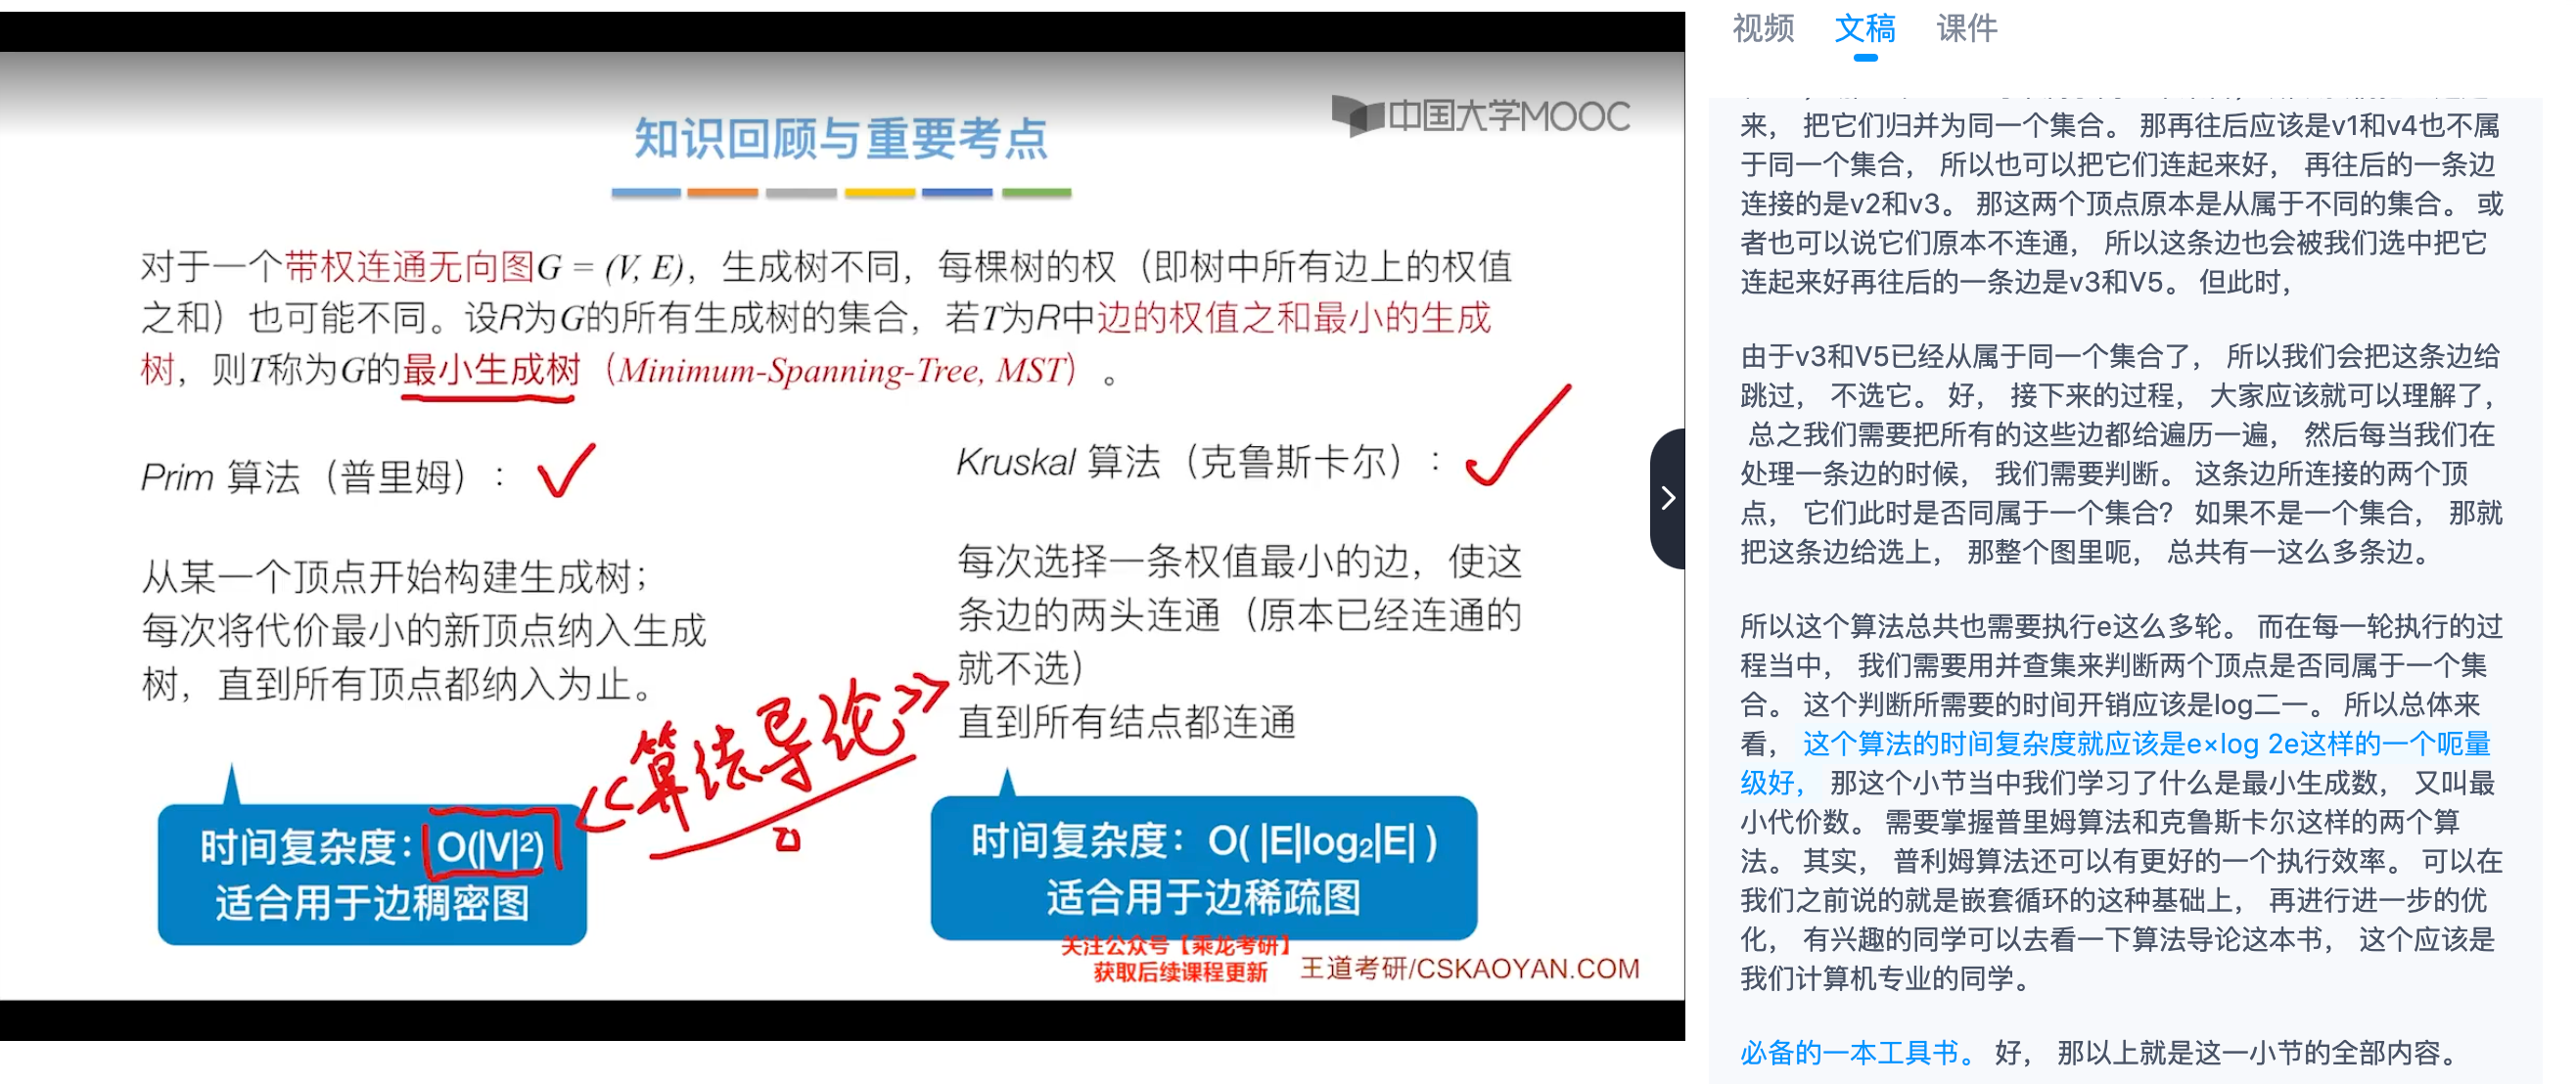 中国大学MOOC
知识回顾与重要考点
对于一个带权连通无向图G = (V, E)，生成树不同，每棵树的权（即树中所有边上的权值
之和）也可能不同。设R为G的所有生成树的集合，若T为R中边的权值之和最小的生成
树，则T称为G的最小生成树（Minimum-Spanning-Tree, MST）。
Prim 算法（普里姆）：
从某一个顶点开始构建生成树；
每次将代价最小的新顶点纳入生成
树，直到所有顶点都纳入为止。
时间复杂度：O(|V|²)
适合用于边稠密图
《算法导论》
Kruskal 算法（克鲁斯卡尔）：
每次选择一条权值最小的边，使这
条边的两头连通（原本已经连通的
就不选）
直到所有结点都连通
时间复杂度：O( |E|log₂|E| )
适合用于边稀疏图
关注公众号【乘龙考研】
获取后续课程更新
王道考研/CSKAOYAN.COM
视频 文稿 课件
来， 把它们归并为同一个集合。 那再往后应该是v1和v4也不属
于同一个集合， 所以也可以把它们连起来好， 再往后的一条边
连接的是v2和v3。 那这两个顶点原本是从属于不同的集合。 或
者也可以说它们原本不连通， 所以这条边也会被我们选中把它
连起来好再往后的一条边是v3和V5。 但此时，
由于v3和V5已经从属于同一个集合了， 所以我们会把这条边给
跳过， 不选它。 好， 接下来的过程， 大家应该就可以理解了，
总之我们需要把所有的这些边都给遍历一遍， 然后每当我们在
处理一条边的时候， 我们需要判断。 这条边所连接的两个顶
点， 它们此时是否同属于一个集合? 如果不是一个集合， 那就
把这条边给选上， 那整个图里呃， 总共有一这么多条边。
所以这个算法总共也需要执行e这么多轮。 而在每一轮执行的过
程当中， 我们需要用并查集来判断两个顶点是否同属于一个集
合。 这个判断所需要的时间开销应该是log二一。 所以总体来
看， 这个算法的时间复杂度就应该是e×log 2e这样的一个呃量
级好， 那这个小节当中我们学习了什么是最小生成数， 又叫最
小代价数。 需要掌握普里姆算法和克鲁斯卡尔这样的两个算
法。 其实， 普利姆算法还可以有更好的一个执行效率。 可以在
我们之前说的就是嵌套循环的这种基础上， 再进行进一步的优
化， 有兴趣的同学可以去看一下算法导论这本书， 这个应该是
我们计算机专业的同学。
必备的一本工具书。 好， 那以上就是这一小节的全部内容。